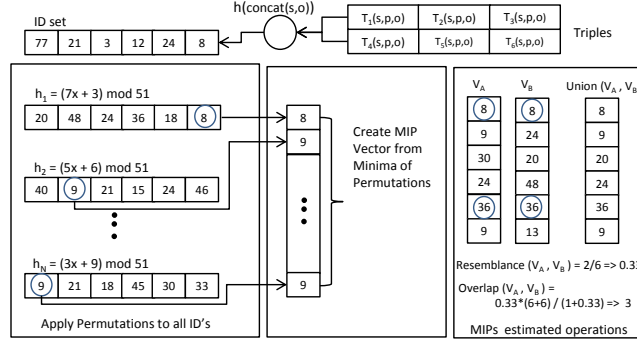 ID set
77 21 3 12 24 8
h(concat(s,o))
T1(s,p,o) T2(s,p,o) T3(s,p,o)
T4(s,p,o) T5(s,p,o) T6(s,p,o)
Triples
h1 = (7x + 3) mod 51
20 48 24 36 18 8
h2 = (5x + 6) mod 51
40 9 21 15 24 46
hN = (3x + 9) mod 51
9 21 18 45 30 33
Apply Permutations to all ID's
8
9
9
Create MIP
Vector from
Minima of
Permutations
VA VB Union (VA, VB
8 8 8
9 24 9
30 20 20
24 48 24
36 36 36
9 13 9
Resemblance (VA , VB) = 2/6 => 0.33
Overlap (VA , VB) =
0.33*(6+6) / (1+0.33) => 3
MIPs estimated operations